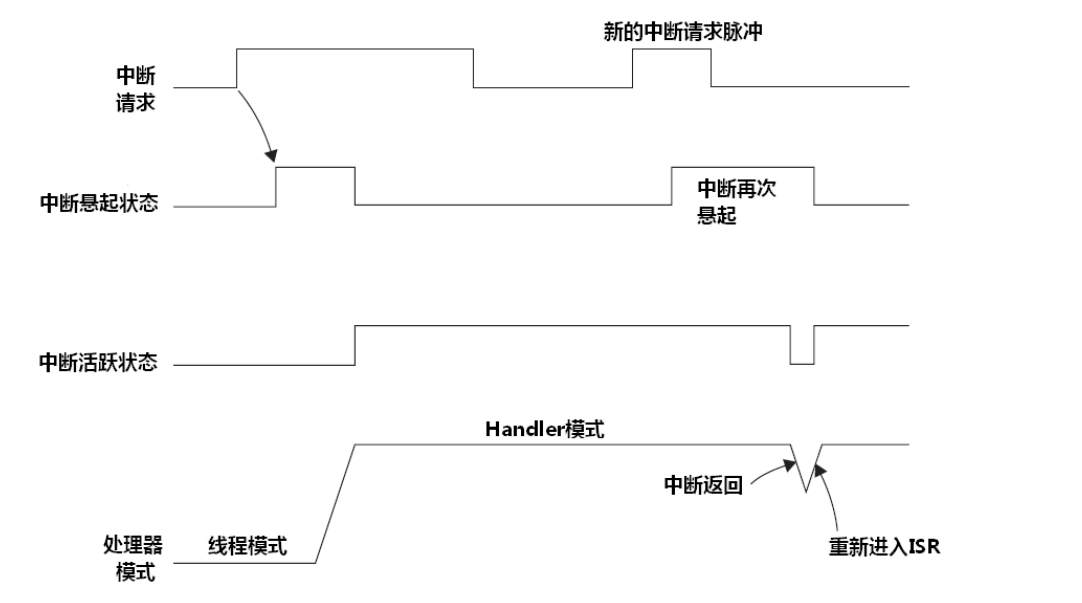 新的中断请求脉冲
中断
请求
中断悬起状态
中断再次
悬起
中断活跃状态
Handler模式
中断返回
处理器
模式
线程模式
重新进入ISR